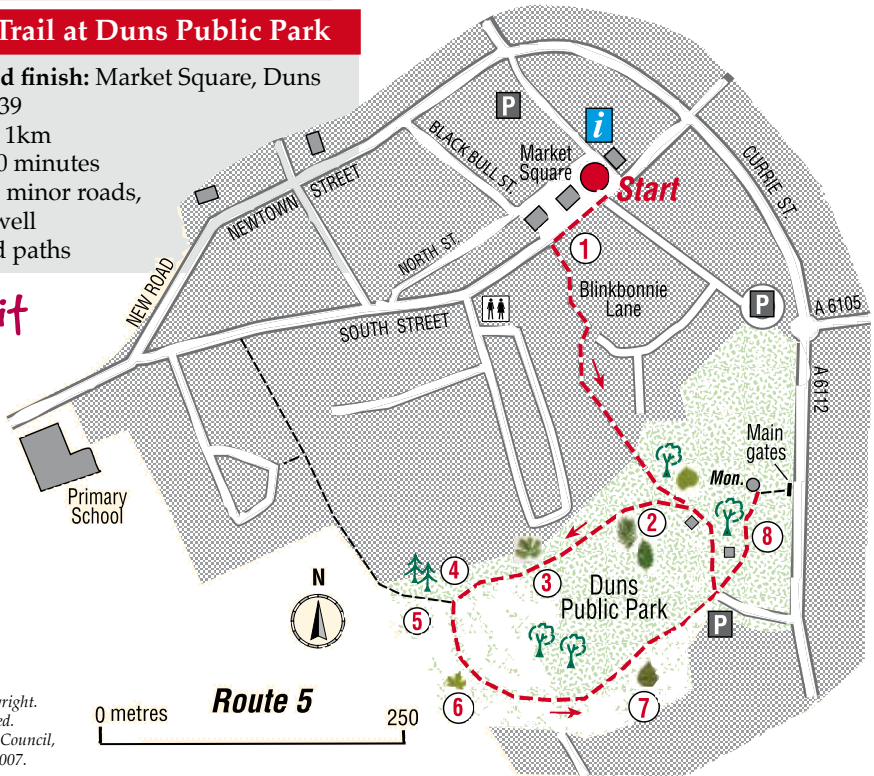 Trail at Duns Public Park
d finish: Market Square, Duns
39
1km
0 minutes
minor roads,
well
d paths
it
P
i
BLACK BULL ST.
Market
Square
Start
CURRIE ST.
NEWTOWN STREET
NORTH ST.
1
NEW ROAD
Blinkbonnie
Lane
P
A 6105
SOUTH STREET
A 6112
Main
gates
Mon.
Primary
School
2
8
4
3
Duns
Public Park
N
5
P
6
7
Route 5
0 metres
250
yright.
ed.
Council,
007.